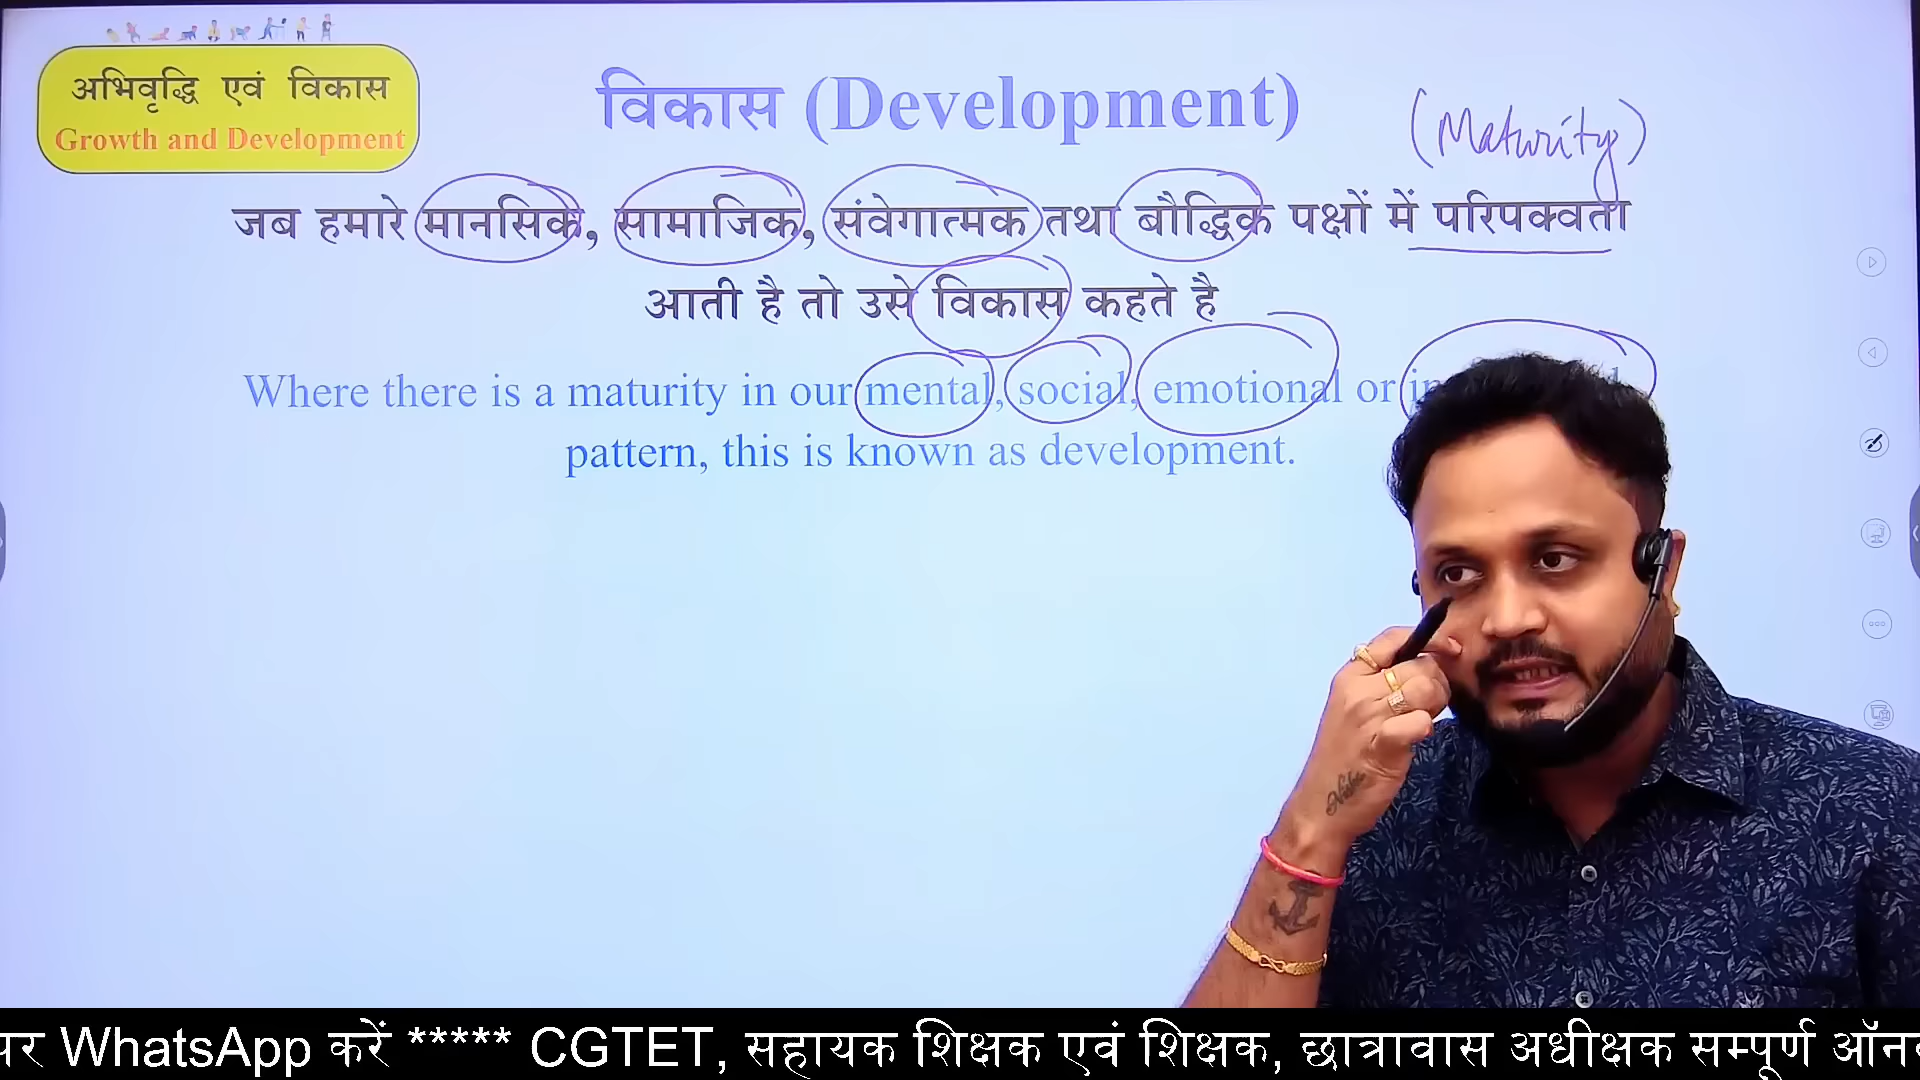 अभिवृद्धि एवं विकास
Growth and Development
विकास (Development)
(Maturity)
जब हमारे मानसिक, सामाजिक, संवेगात्मक तथा बौद्धिक पक्षों में परिपक्वता
आती है तो उसे विकास कहते है
Where there is a maturity in our mental, social, emotional or
pattern, this is known as development.
पर WhatsApp करें ***** CGTET, सहायक शिक्षक एवं शिक्षक, छात्रावास अधीक्षक सम्पूर्ण